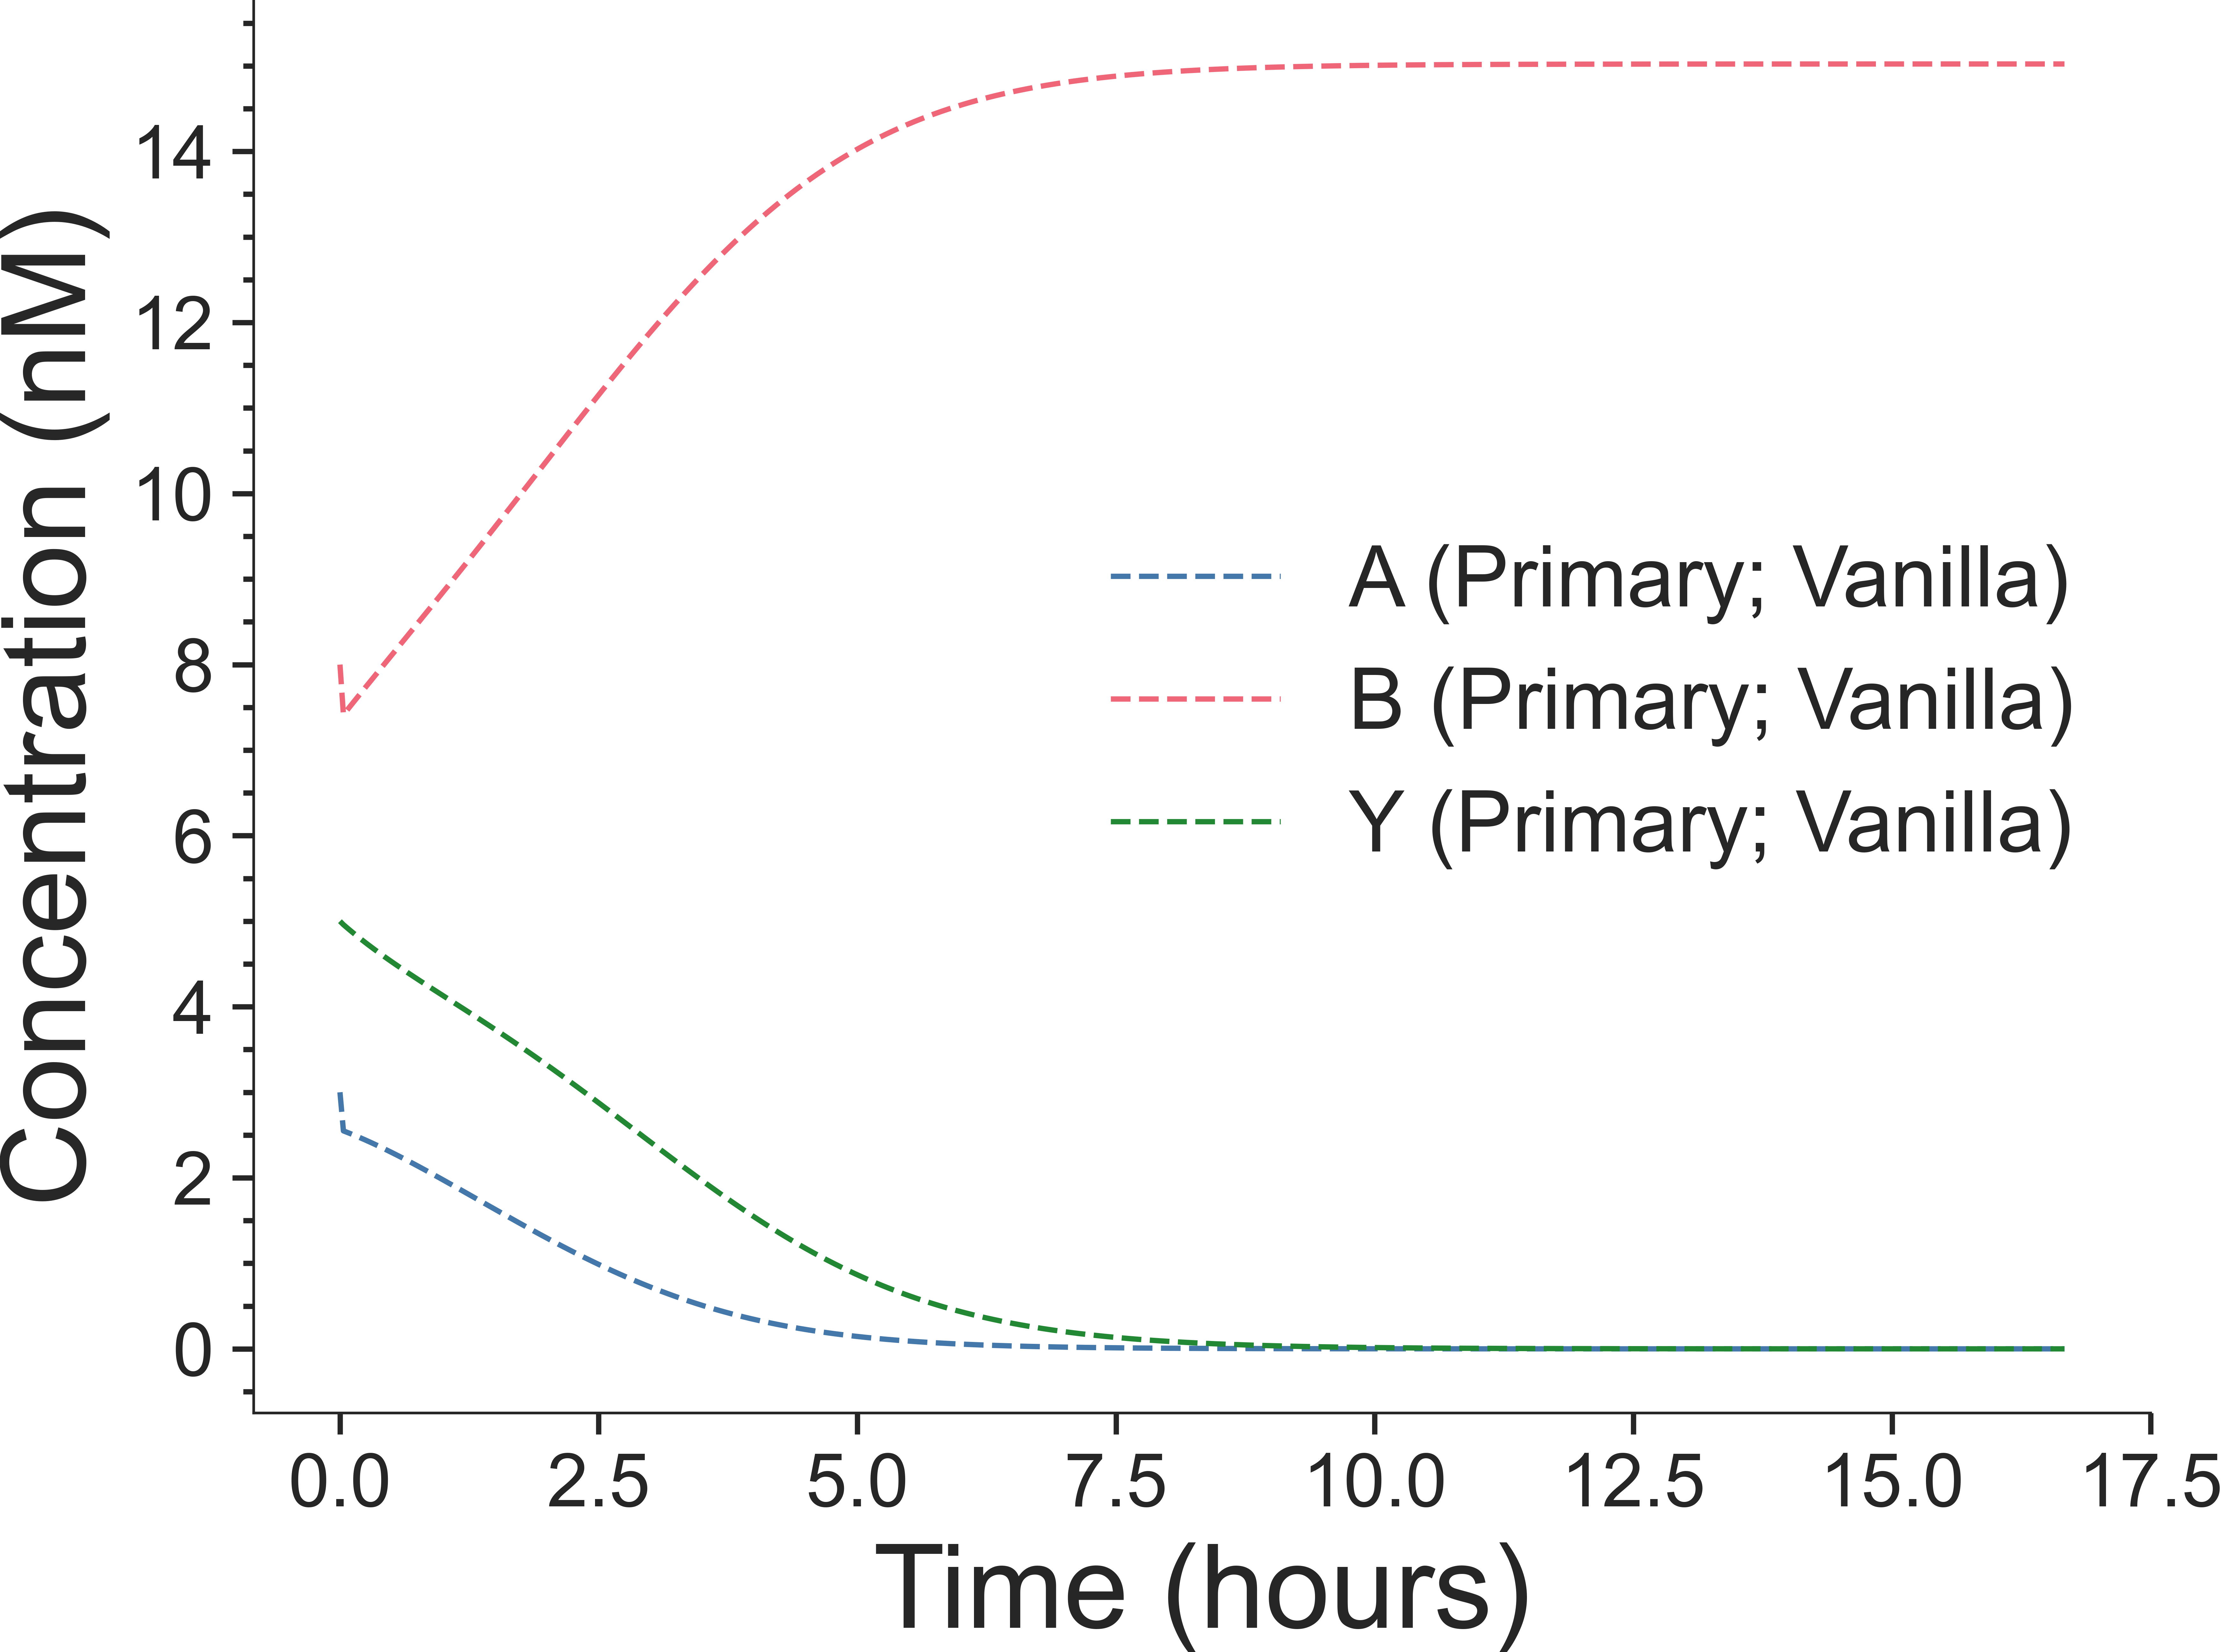 Concentration (nM)
14
12
10
8
6
4
2
0
A (Primary; Vanilla)
B (Primary; Vanilla)
Y (Primary; Vanilla)
0.0 2.5 5.0 7.5 10.0 12.5 15.0 17.5
Time (hours)